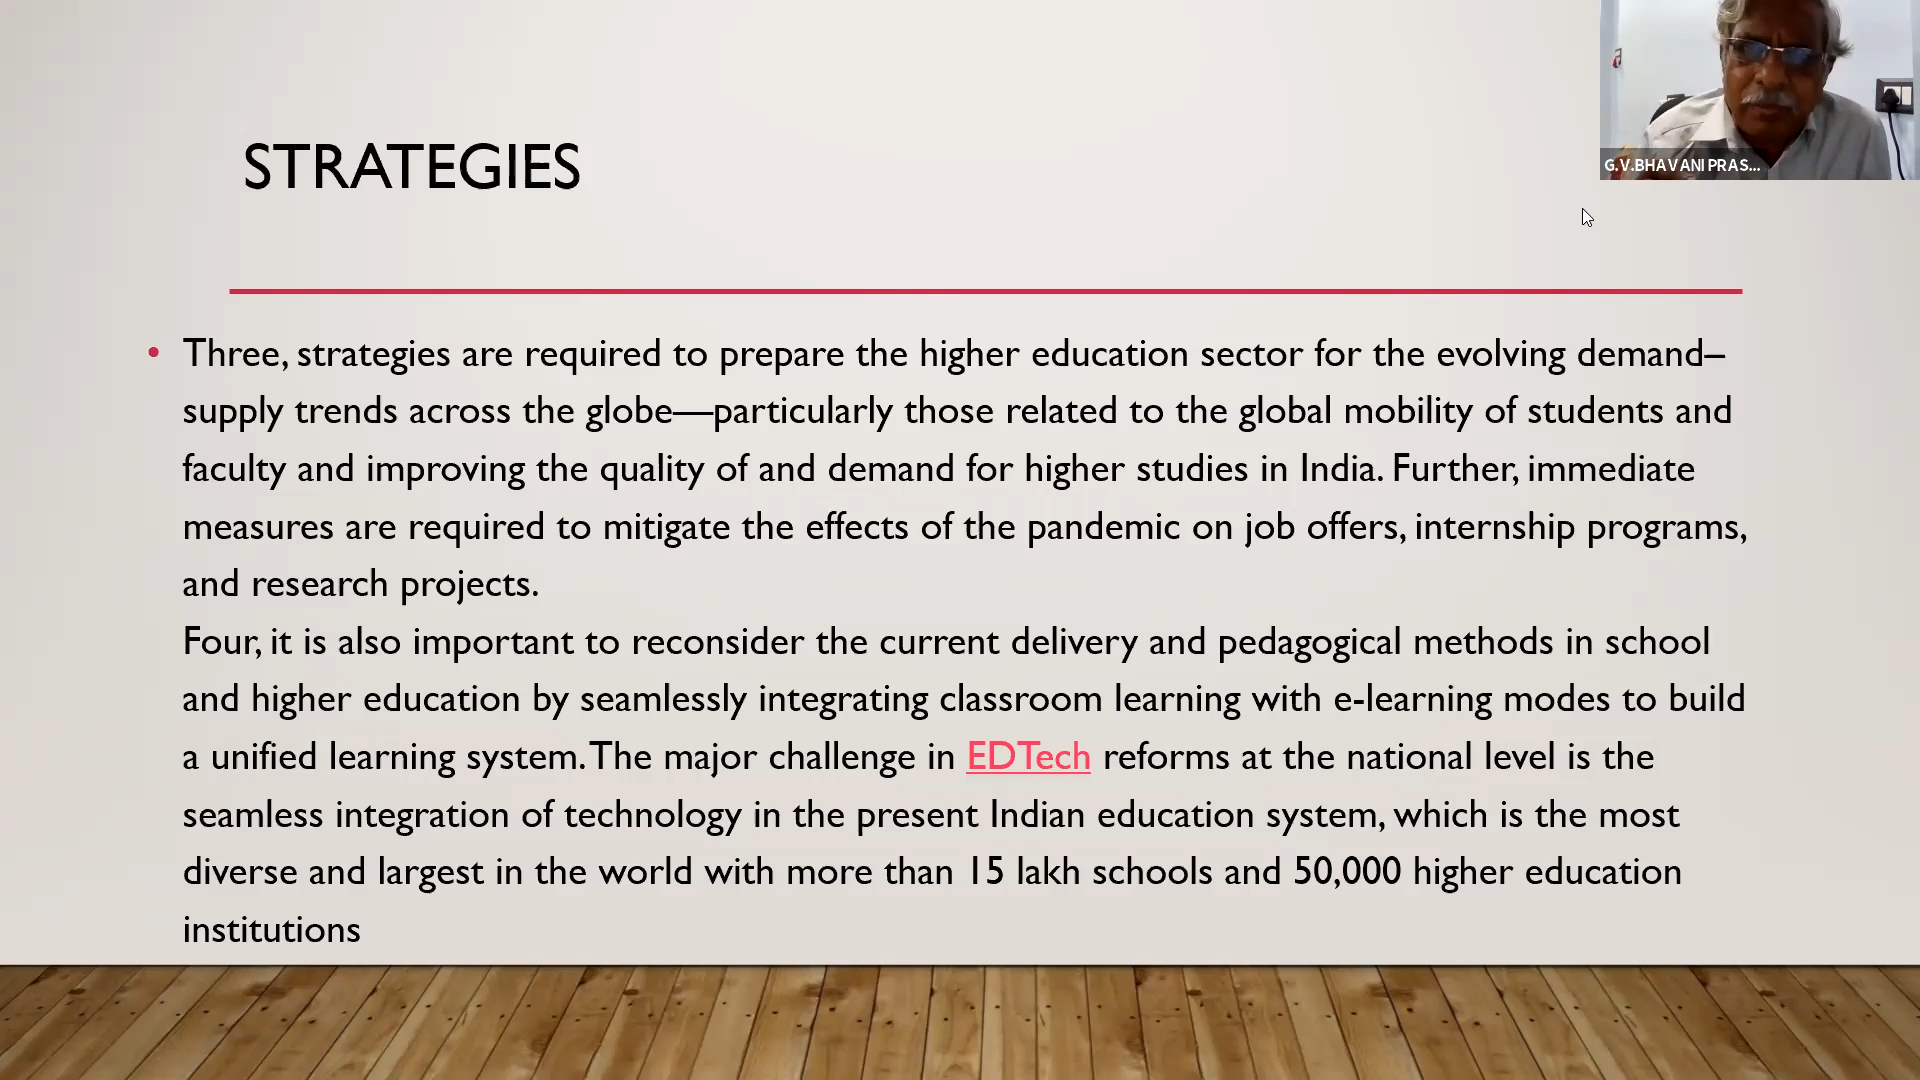 STRATEGIES
G.V.BHAVANI PRAS...
• Three, strategies are required to prepare the higher education sector for the evolving demand–
supply trends across the globe—particularly those related to the global mobility of students and
faculty and improving the quality of and demand for higher studies in India. Further, immediate
measures are required to mitigate the effects of the pandemic on job offers, internship programs,
and research projects.
Four, it is also important to reconsider the current delivery and pedagogical methods in school
and higher education by seamlessly integrating classroom learning with e-learning modes to build
a unified learning system. The major challenge in EDTech reforms at the national level is the
seamless integration of technology in the present Indian education system, which is the most
diverse and largest in the world with more than 15 lakh schools and 50,000 higher education
institutions